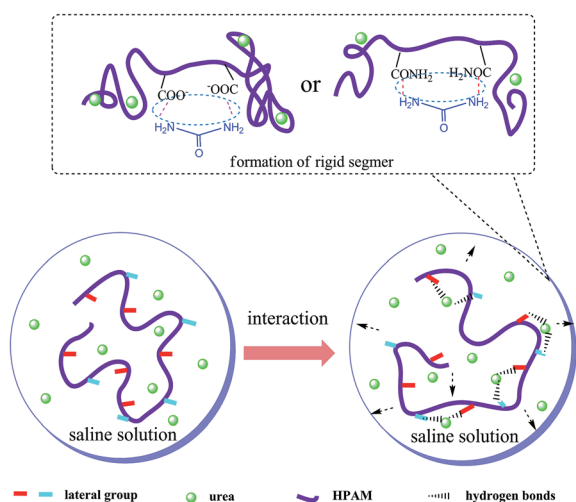 COO⁻ ⁻OOC
H₂N NH₂
O
or
CONH₂ H₂NOC
H₂N NH₂
O
formation of rigid segmer
interaction
saline solution
saline solution
lateral group urea HPAM hydrogen bonds